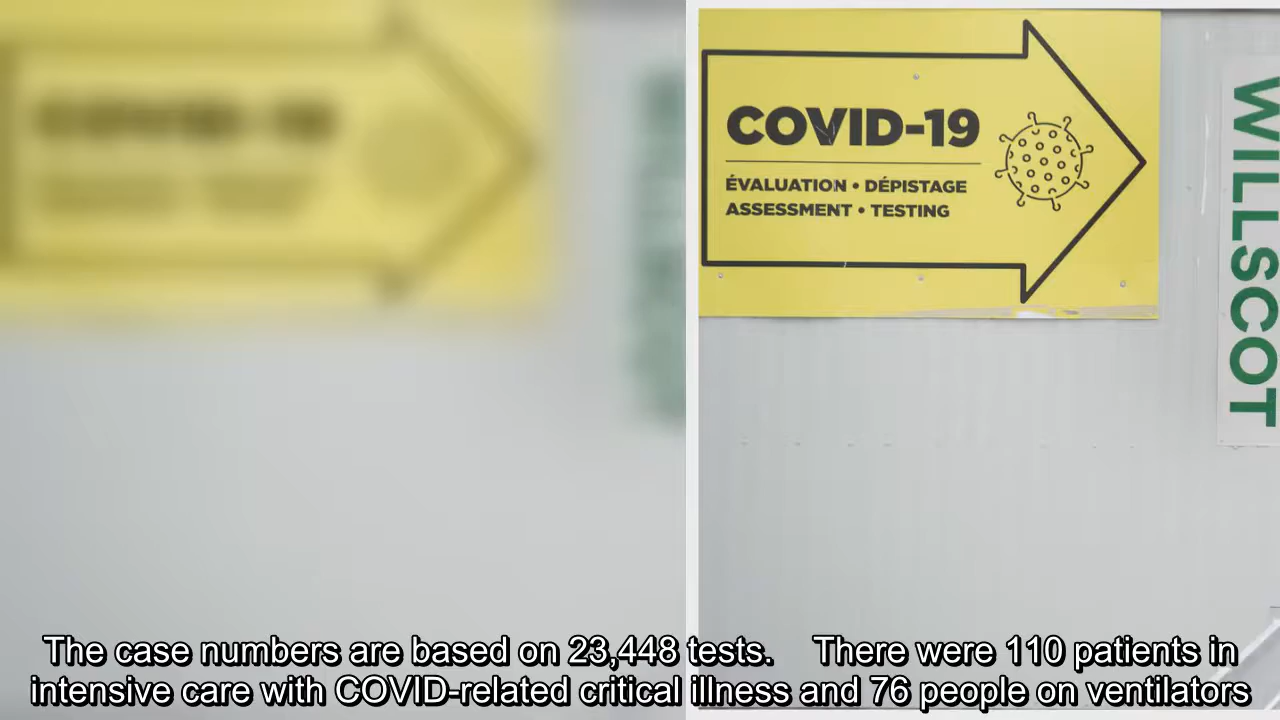 COVID-19
ÉVALUATION • DÉPISTAGE
ASSESSMENT • TESTING
WILLSCOT
The case numbers are based on 23,448 tests. There were 110 patients in
intensive care with COVID-related critical illness and 76 people on ventilators